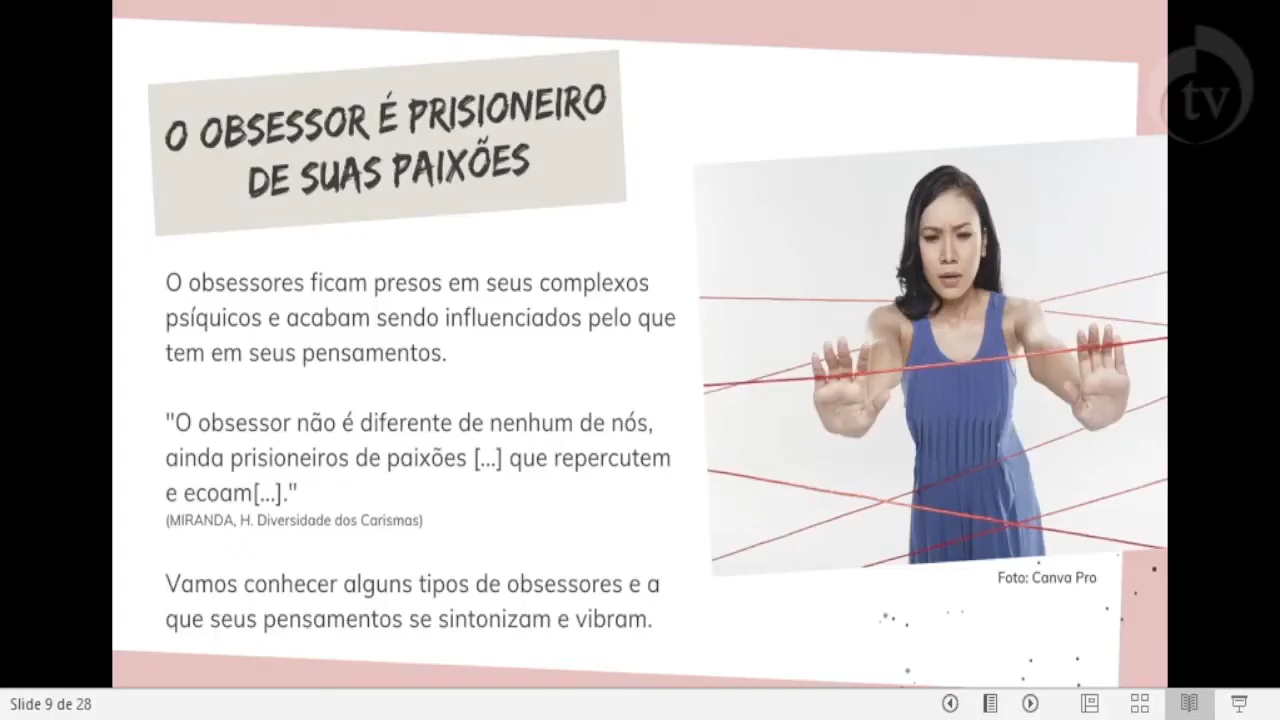 tv
O OBSESSOR É PRISIONEIRO
DE SUAS PAIXÕES
O obsessores ficam presos em seus complexos
psíquicos e acabam sendo influenciados pelo que
tem em seus pensamentos.
"O obsessor não é diferente de nenhum de nós,
ainda prisioneiros de paixões [...] que repercutem
e ecoam[...]."
(MIRANDA, H. Diversidade dos Carismas)
Vamos conhecer alguns tipos de obsessores e a
que seus pensamentos se sintonizam e vibram.
Foto: Canva Pro
Slide 9 de 28